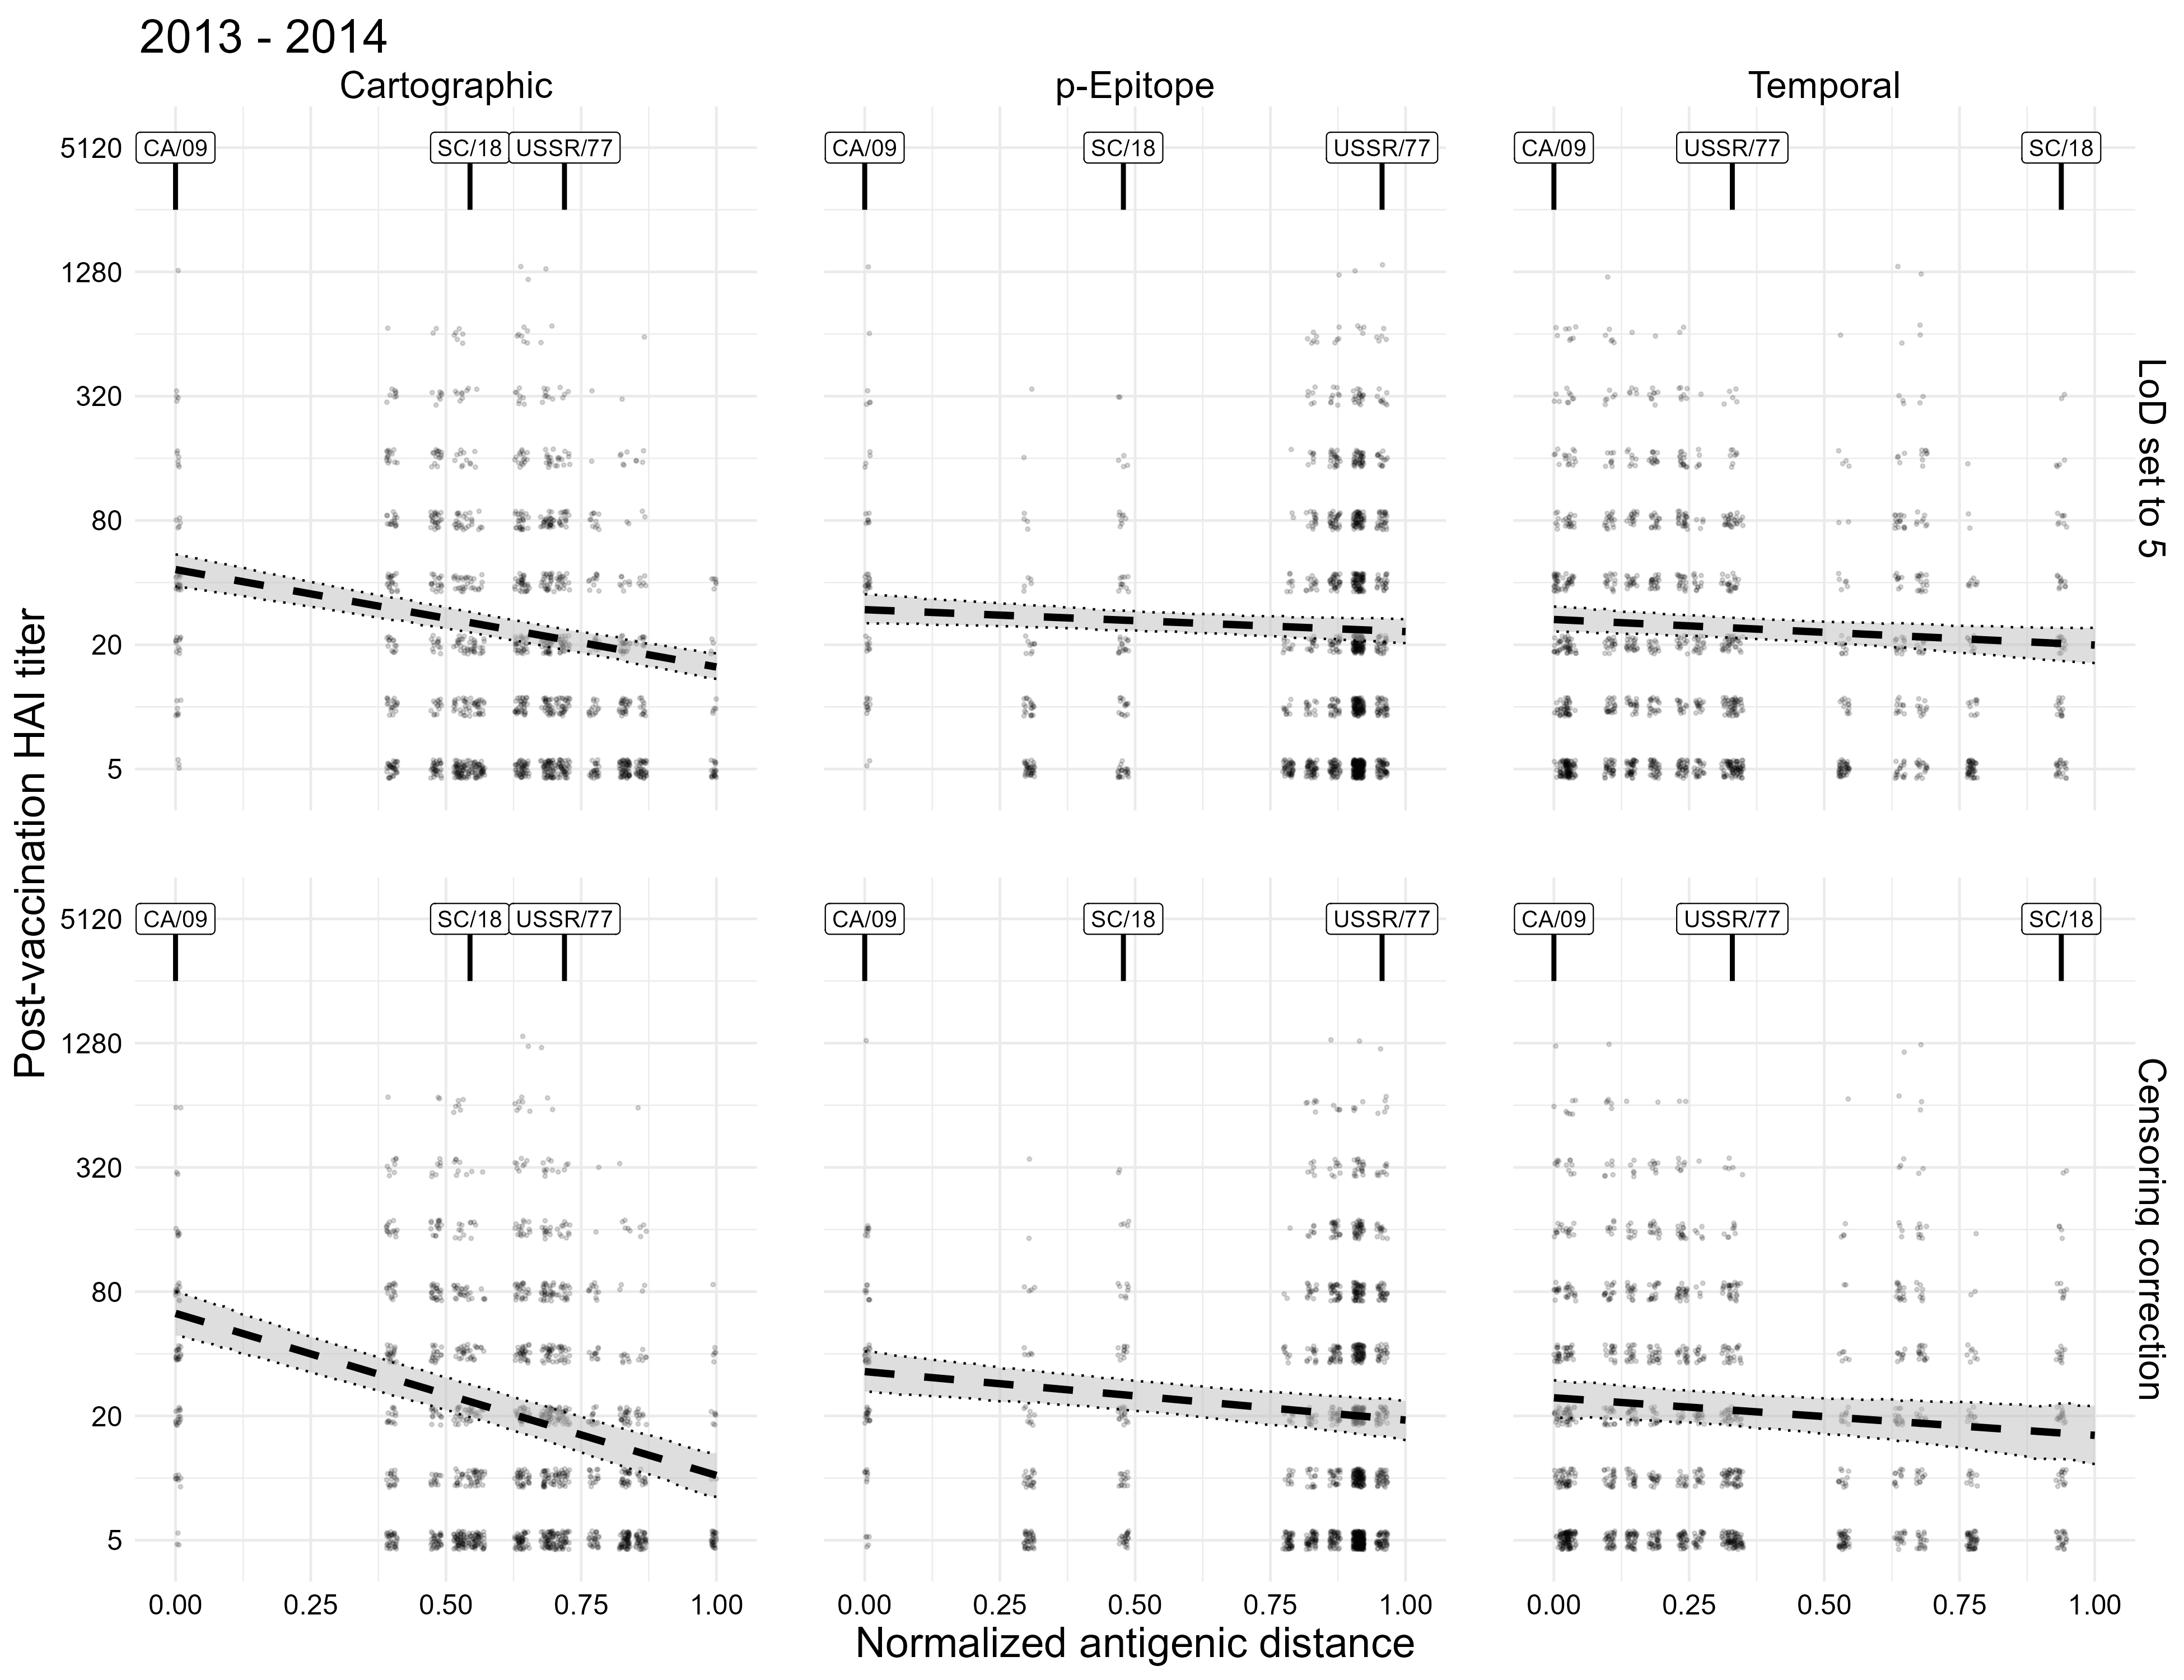 2013 - 2014
Cartographic
p-Epitope
Temporal
CA/09
SC/18
USSR/77
CA/09
SC/18
USSR/77
CA/09
USSR/77
SC/18
5120
1280
320
80
20
5
LoD set to 5
Post-vaccination HAI titer
CA/09
SC/18
USSR/77
CA/09
SC/18
USSR/77
CA/09
USSR/77
SC/18
5120
1280
320
80
20
5
Censoring correction
0.00 0.25 0.50 0.75 1.00
0.00 0.25 0.50 0.75 1.00
0.00 0.25 0.50 0.75 1.00
Normalized antigenic distance